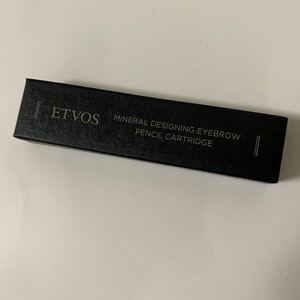 ETVOS
MINERAL DESIGNING EYEBROW
PENCIL CARTRIDGE